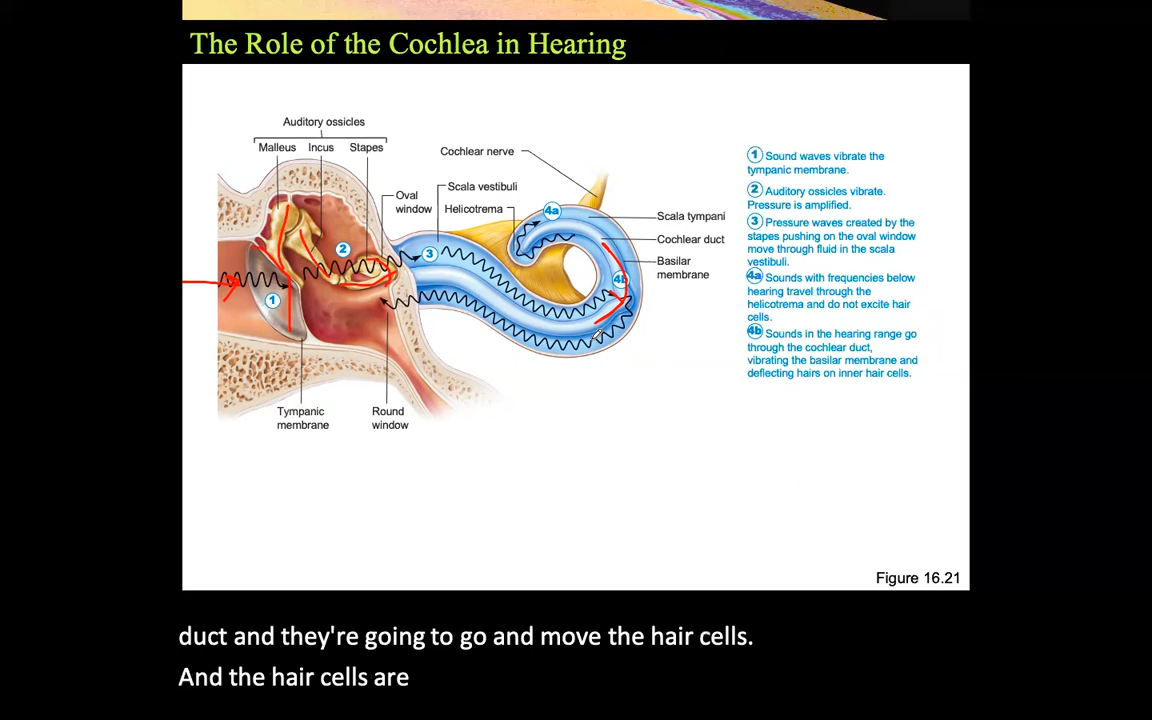 The Role of the Cochlea in Hearing
Auditory ossicles
Malleus Incus Stapes
Cochlear nerve
Oval
window
Scala vestibuli
Helicotrema
4a
Scala tympani
Cochlear duct
Basilar
membrane
4b
3
2
1
Tympanic
membrane
Round
window
1 Sound waves vibrate the
tympanic membrane.
2 Auditory ossicles vibrate.
Pressure is amplified.
3 Pressure waves created by the
stapes pushing on the oval window
move through fluid in the scala
vestibuli.
4a Sounds with frequencies below
hearing travel through the
helicotrema and do not excite hair
cells.
4b Sounds in the hearing range go
through the cochlear duct,
vibrating the basilar membrane and
deflecting hairs on inner hair cells.
Figure 16.21
duct and they're going to go and move the hair cells.
And the hair cells are